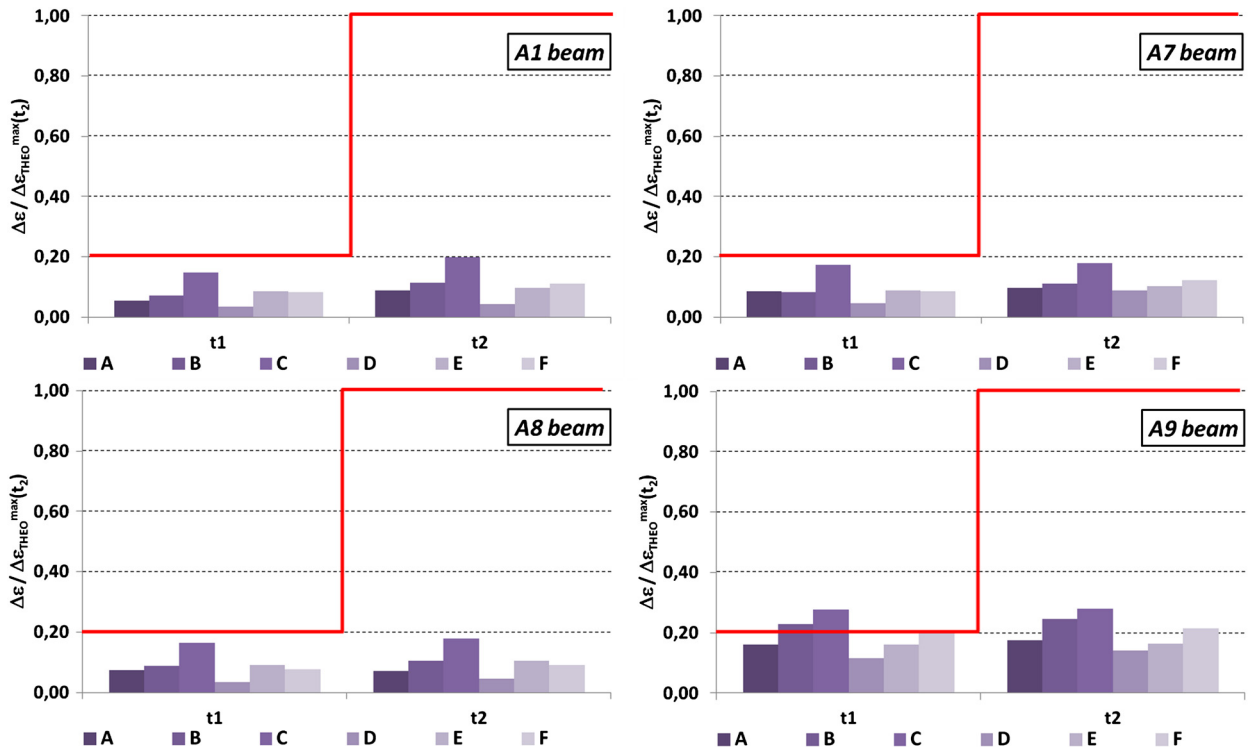 Δε / Δε_THEO^max(t_2)
1,00
0,80
0,60
0,40
0,20
0,00
A1 beam
t1 t2
A B C D E F
Δε / Δε_THEO^max(t_2)
1,00
0,80
0,60
0,40
0,20
0,00
A7 beam
t1 t2
A B C D E F
Δε / Δε_THEO^max(t_2)
1,00
0,80
0,60
0,40
0,20
0,00
A8 beam
t1 t2
A B C D E F
Δε / Δε_THEO^max(t_2)
1,00
0,80
0,60
0,40
0,20
0,00
A9 beam
t1 t2
A B C D E F